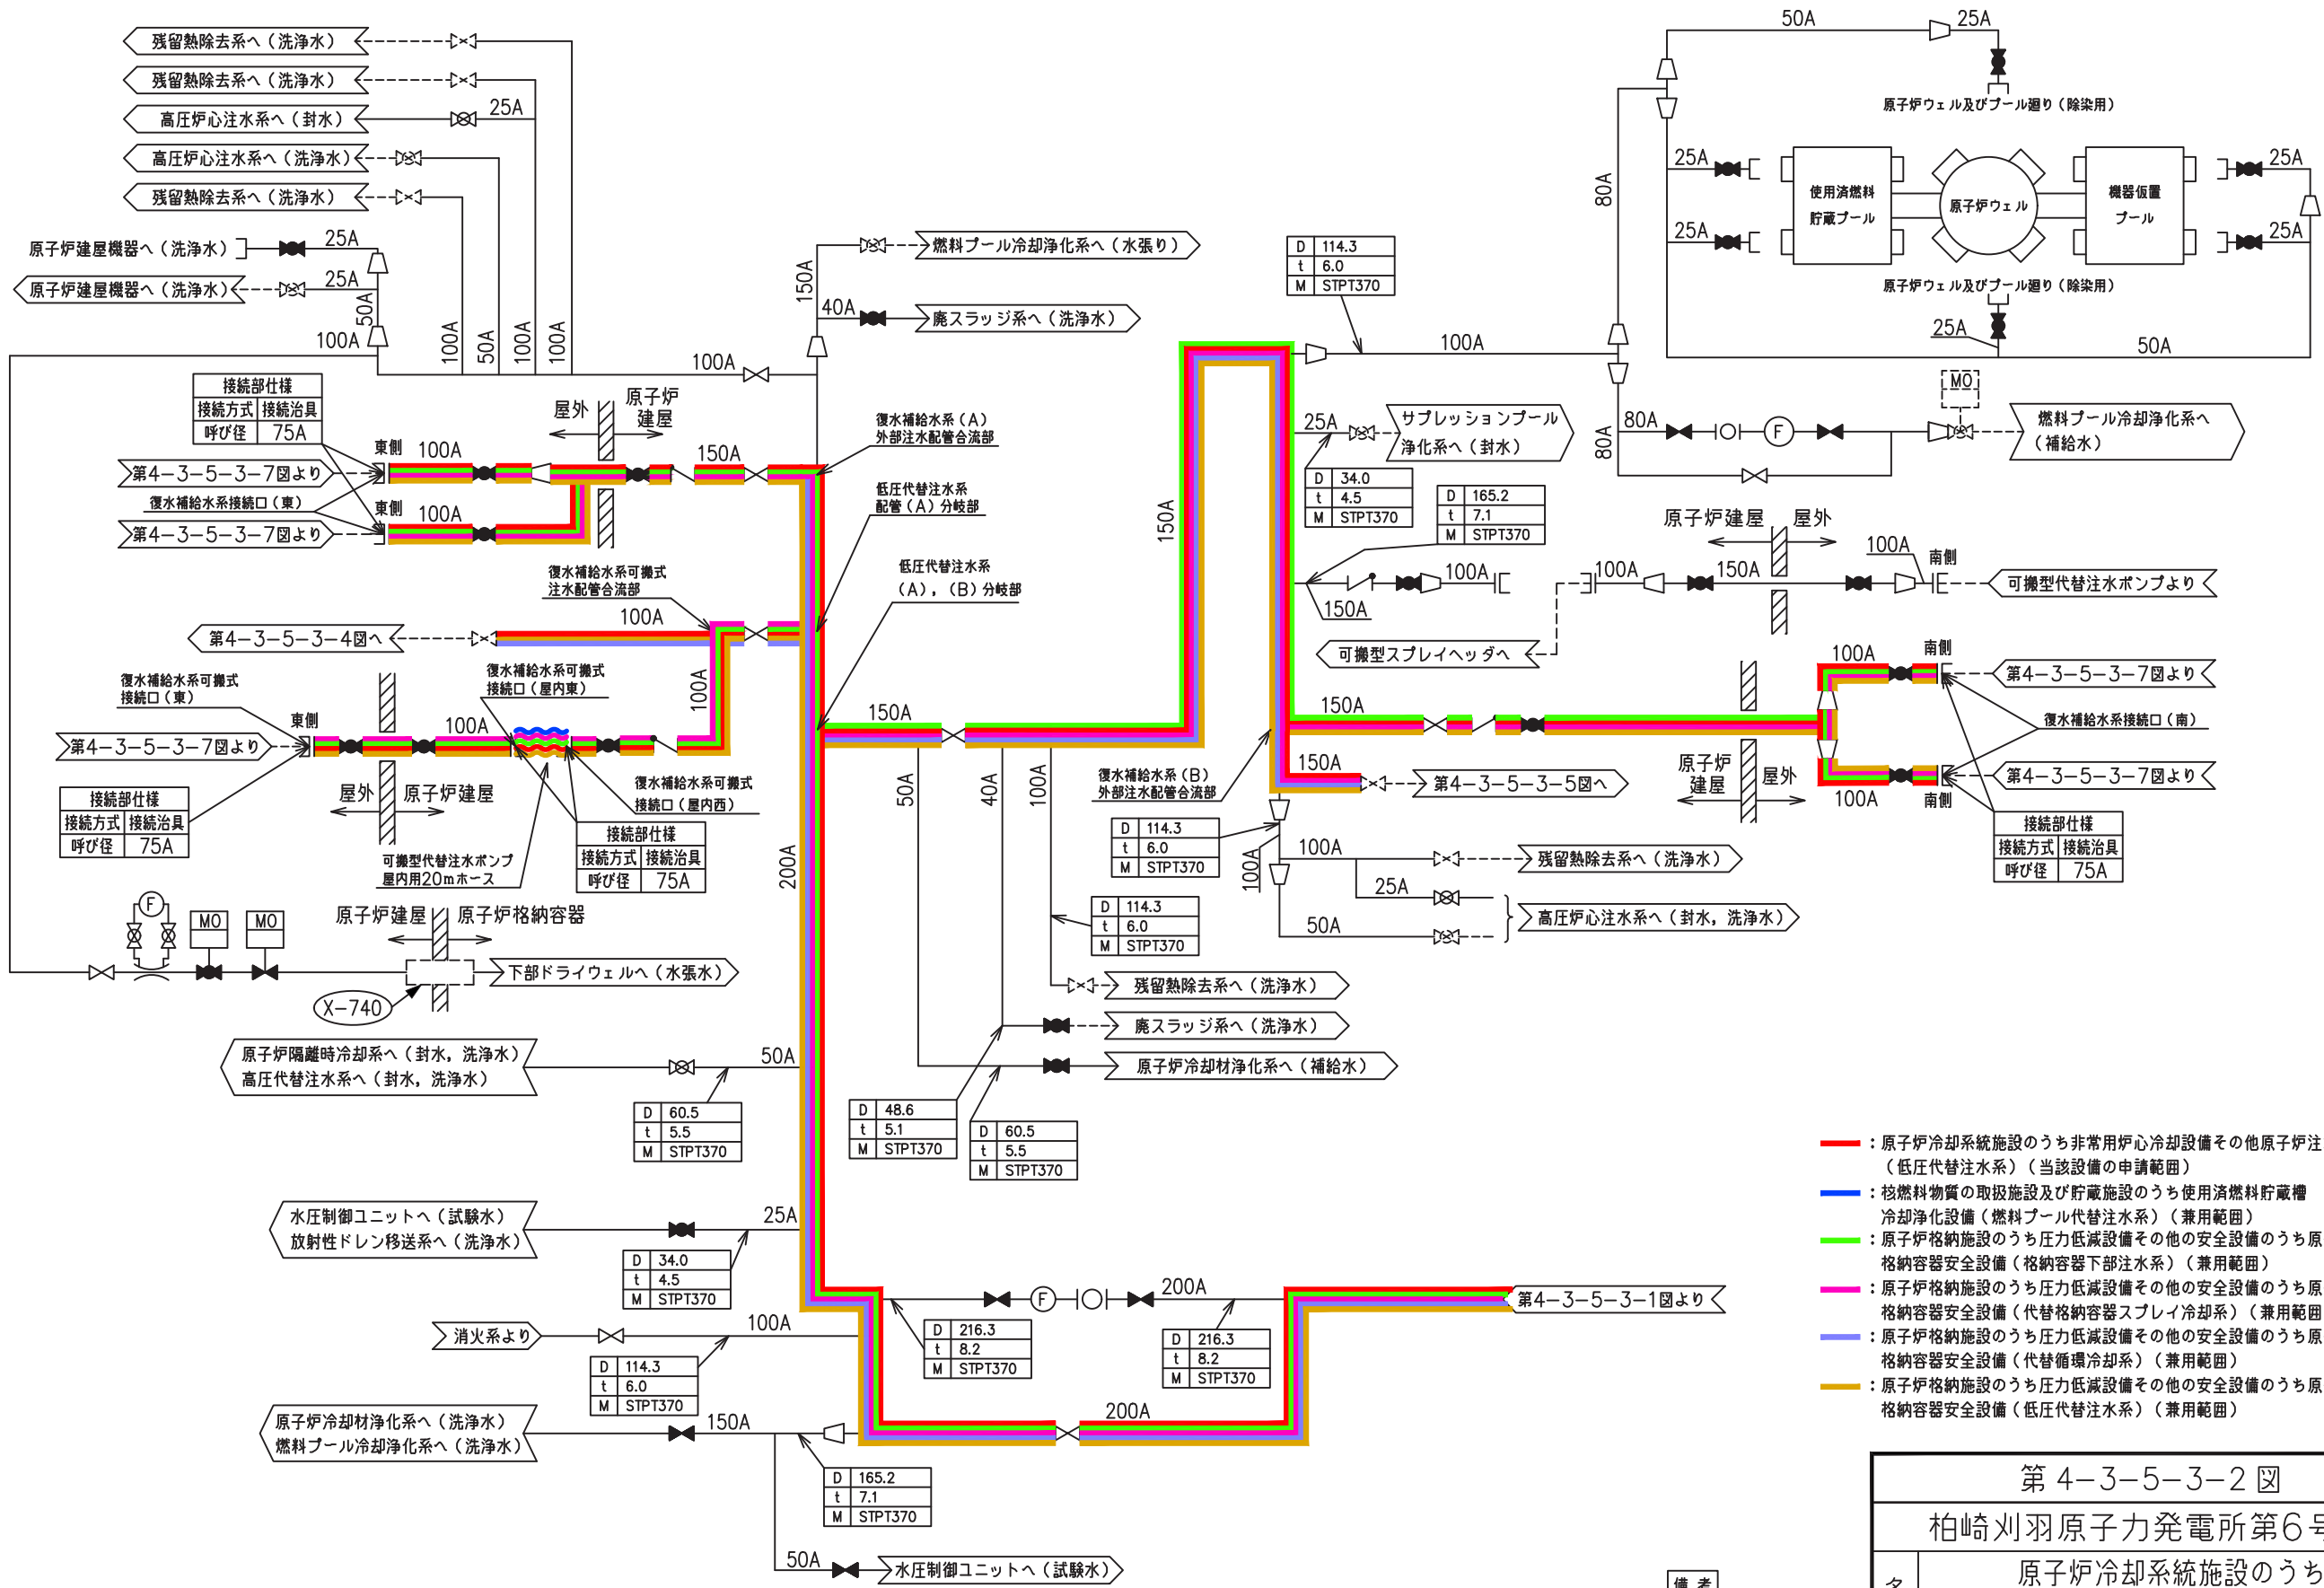 残留熱除去系へ（洗浄水）
残留熱除去系へ（洗浄水）
高圧炉心注水系へ（封水）
25A
高圧炉心注水系へ（洗浄水）
残留熱除去系へ（洗浄水）
原子炉建屋機器へ（洗浄水）
25A
原子炉建屋機器へ（洗浄水）
25A
50A
100A
100A
50A
100A
100A
100A
150A
燃料プール冷却浄化系へ（水張り）
40A
廃スラッジ系へ（洗浄水）
接続部仕様
接続方式 接続治具
呼び径 75A
屋外
原子炉
建屋
東側
100A
150A
第4-3-5-3-7図より
復水補給水系接続口（東）
東側
100A
第4-3-5-3-7図より
復水補給水系（A）
外部注水配管合流部
低圧代替注水系
配管（A）分岐部
低圧代替注水系
（A），（B）分岐部
復水補給水系可搬式
注水配管合流部
100A
第4-3-5-3-4図へ
復水補給水系可搬式
接続口（屋内東）
100A
復水補給水系可搬式
接続口（東）
東側
100A
第4-3-5-3-7図より
接続部仕様
接続方式 接続治具
呼び径 75A
屋外
原子炉建屋
復水補給水系可搬式
接続口（屋内西）
接続部仕様
接続方式 接続治具
呼び径 75A
可搬型代替注水ポンプ
屋内用20mホース
200A
F
MO
MO
原子炉建屋
原子炉格納容器
下部ドライウェルへ（水張水）
X-740
原子炉隔離時冷却系へ（封水，洗浄水）
高圧代替注水系へ（封水，洗浄水）
50A
D 60.5
t 5.5
M STPT370
水圧制御ユニットへ（試験水）
放射性ドレン移送系へ（洗浄水）
25A
D 34.0
t 4.5
M STPT370
消火系より
100A
D 114.3
t 6.0
M STPT370
原子炉冷却材浄化系へ（洗浄水）
燃料プール冷却浄化系へ（洗浄水）
150A
D 165.2
t 7.1
M STPT370
50A
水圧制御ユニットへ（試験水）
D 114.3
t 6.0
M STPT370
100A
25A
サプレッションプール
浄化系へ（封水）
D 34.0
t 4.5
M STPT370
D 165.2
t 7.1
M STPT370
150A
100A
150A
可搬型スプレイヘッダへ
150A
50A
40A
100A
150A
150A
復水補給水系（B）
外部注水配管合流部
第4-3-5-3-5図へ
D 114.3
t 6.0
M STPT370
100A
100A
残留熱除去系へ（洗浄水）
25A
高圧炉心注水系へ（封水，洗浄水）
50A
D 114.3
t 6.0
M STPT370
残留熱除去系へ（洗浄水）
廃スラッジ系へ（洗浄水）
原子炉冷却材浄化系へ（補給水）
D 48.6
t 5.1
M STPT370
D 60.5
t 5.5
M STPT370
F
200A
D 216.3
t 8.2
M STPT370
D 216.3
t 8.2
M STPT370
第4-3-5-3-1図より
200A
50A
25A
原子炉ウェル及びプール廻り（除染用）
80A
25A
25A
使用済燃料
貯蔵プール
原子炉ウェル
機器仮置
プール
25A
25A
原子炉ウェル及びプール廻り（除染用）
25A
50A
MO
80A
80A
F
燃料プール冷却浄化系へ
（補給水）
原子炉建屋
屋外
100A
150A
100A
南側
可搬型代替注水ポンプより
100A
南側
第4-3-5-3-7図より
復水補給水系接続口（南）
第4-3-5-3-7図より
100A
南側
原子炉
建屋
屋外
接続部仕様
接続方式 接続治具
呼び径 75A
：原子炉冷却系統施設のうち非常用炉心冷却設備その他原子炉注
（低圧代替注水系）（当該設備の申請範囲）
：核燃料物質の取扱施設及び貯蔵施設のうち使用済燃料貯蔵槽
冷却浄化設備（燃料プール代替注水系）（兼用範囲）
：原子炉格納施設のうち圧力低減設備その他の安全設備のうち原
格納容器安全設備（格納容器下部注水系）（兼用範囲）
：原子炉格納施設のうち圧力低減設備その他の安全設備のうち原
格納容器安全設備（代替格納容器スプレイ冷却系）（兼用範囲
：原子炉格納施設のうち圧力低減設備その他の安全設備のうち原
格納容器安全設備（代替循環冷却系）（兼用範囲）
：原子炉格納施設のうち圧力低減設備その他の安全設備のうち原
格納容器安全設備（低圧代替注水系）（兼用範囲）
第4-3-5-3-2図
柏崎刈羽原子力発電所第6号
原子炉冷却系統施設のうち
名
備考